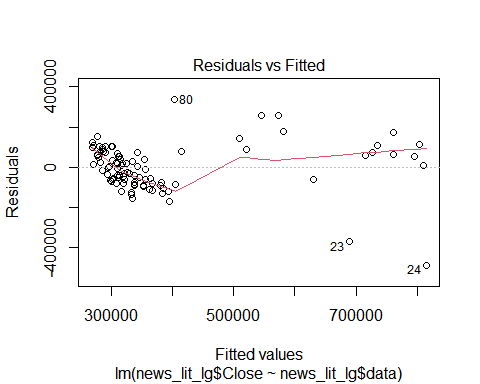 Residuals vs Fitted
Residuals
400000
0
-400000
80
23
24
300000 500000 700000
Fitted values
lm(news_lit_lg$Close ~ news_lit_lg$data)